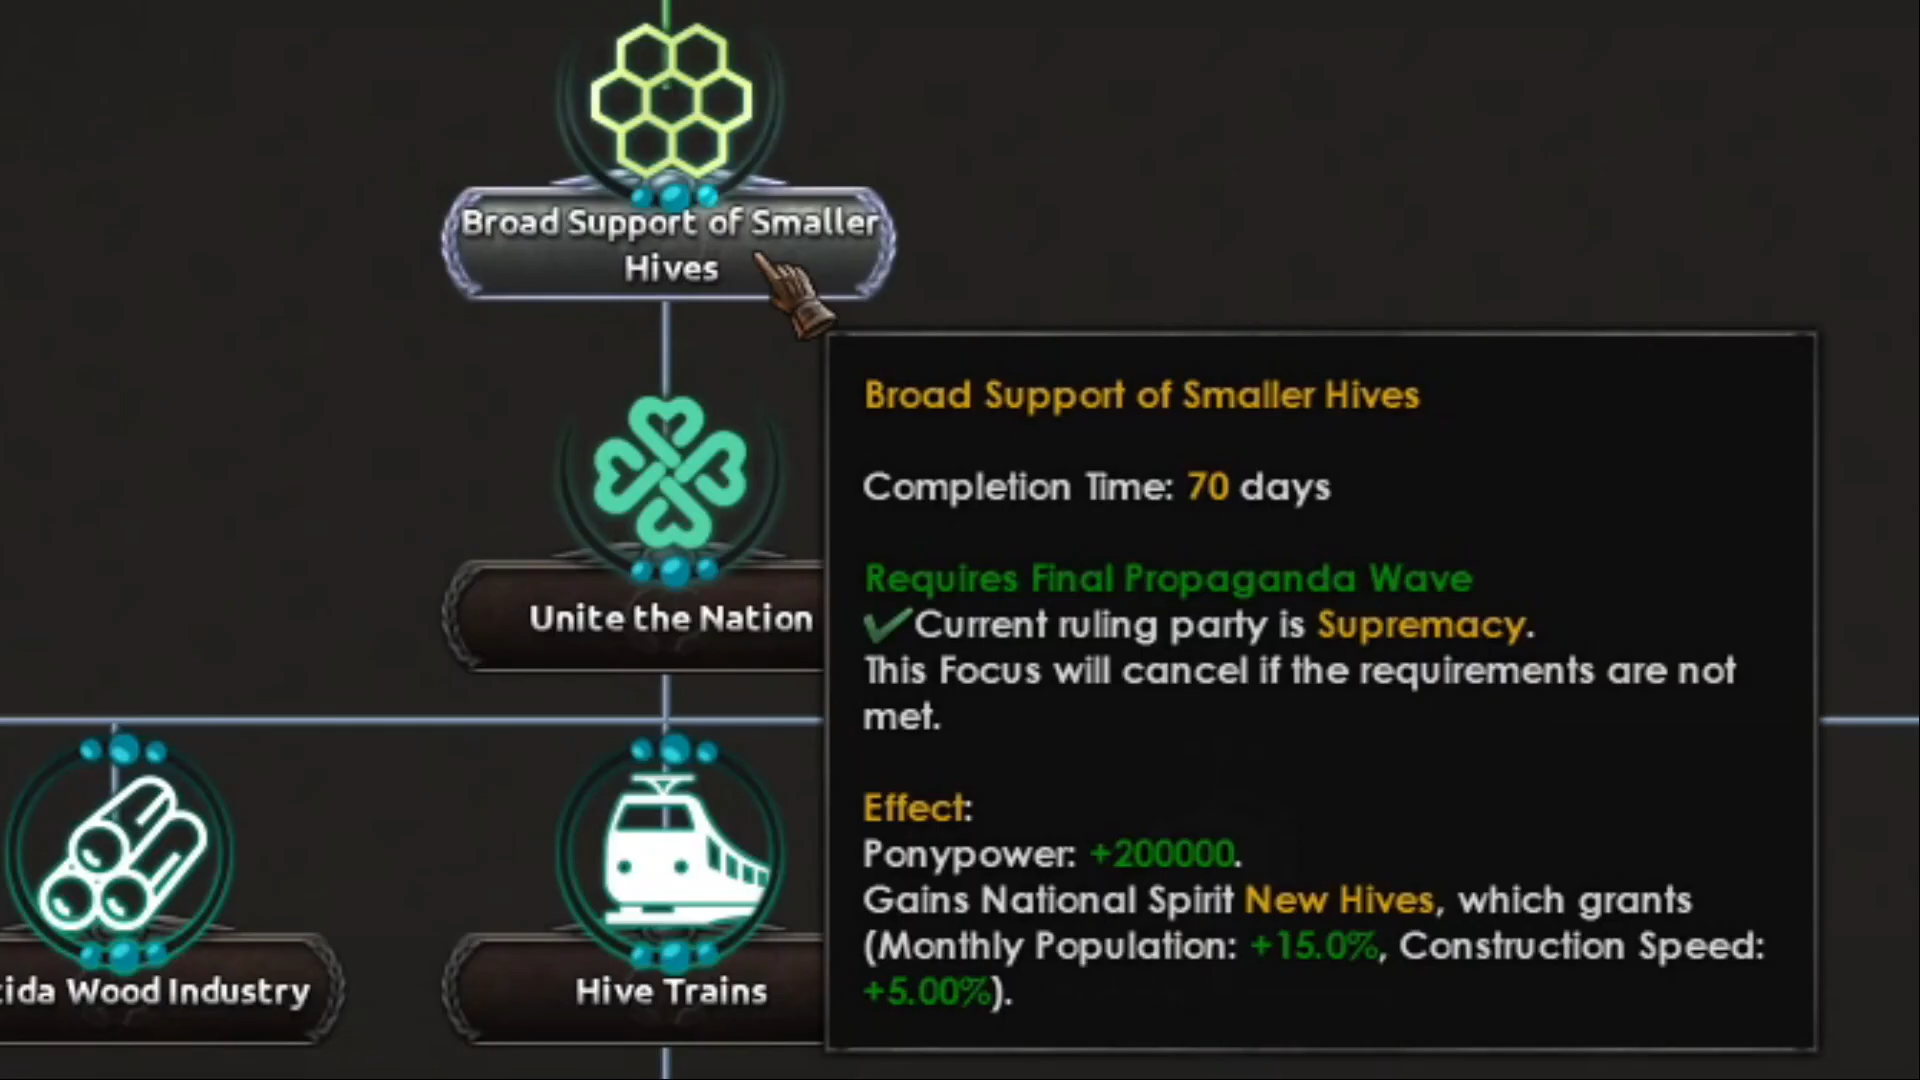 Broad Support of Smaller
Hives
Broad Support of Smaller Hives
Completion Time: 70 days
Requires Final Propaganda Wave
Current ruling party is Supremacy.
This Focus will cancel if the requirements are not
met.
Effect:
Ponypower: +200000.
Gains National Spirit New Hives, which grants
(Monthly Population: +15.0%, Construction Speed:
+5.00%).
Unite the Nation
cida Wood Industry
Hive Trains